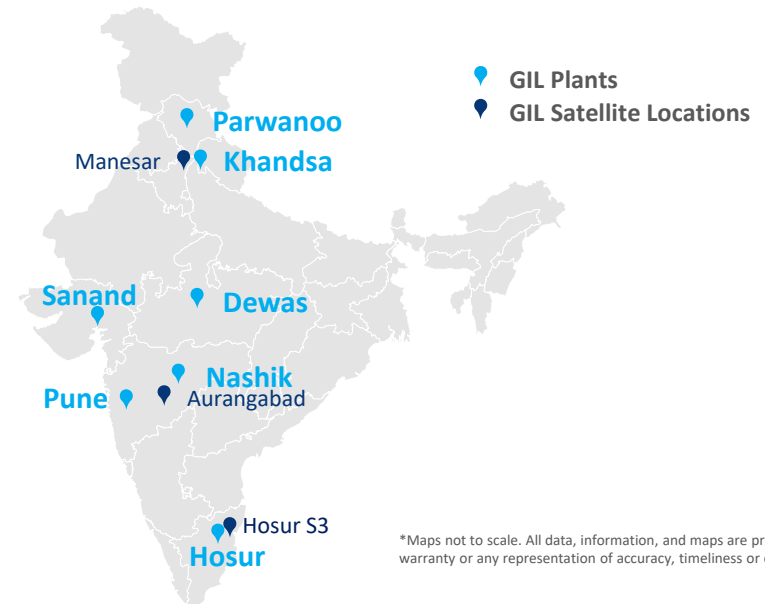 GIL Plants
GIL Satellite Locations
Parwanoo
Manesar
Khandsa
Sanand
Dewas
Nashik
Pune
Aurangabad
Hosur S3
Hosur
*Maps not to scale. All data, information, and maps are
warranty or any representation of accuracy, timeliness or